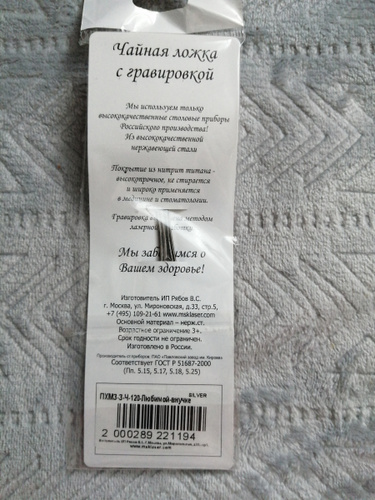 Чайная ложка
с гравировкой
Мы используем только
высококачественные столовые приборы
Российского производства!
Из высококачественной
нержавеющей стали
Покрытие из нитрит титана -
высокопрочное, не стирается
и широко применяется
в медицине и стоматологии.
Гравировка методом
лазерной
Мы о
Вашем здоровье!
Изготовитель ИП Рябов В.С.
г. Москва, ул. Мироновская, д.33, стр.5,
+7 (495) 109-21-61 www.msklaser.com
Основной материал – нерж.ст.
Возрастное ограничение 3+.
Срок годности не ограничен.
Изготовлено в России.
Соответствует ГОСТ Р 51687-2000
(Пп. 5.15, 5.17, 5.18, 5.25)
SILVER
ПХМЗ-3-Ч-120-Любимой-внучке
2 000289 221194
www.msklaser.com